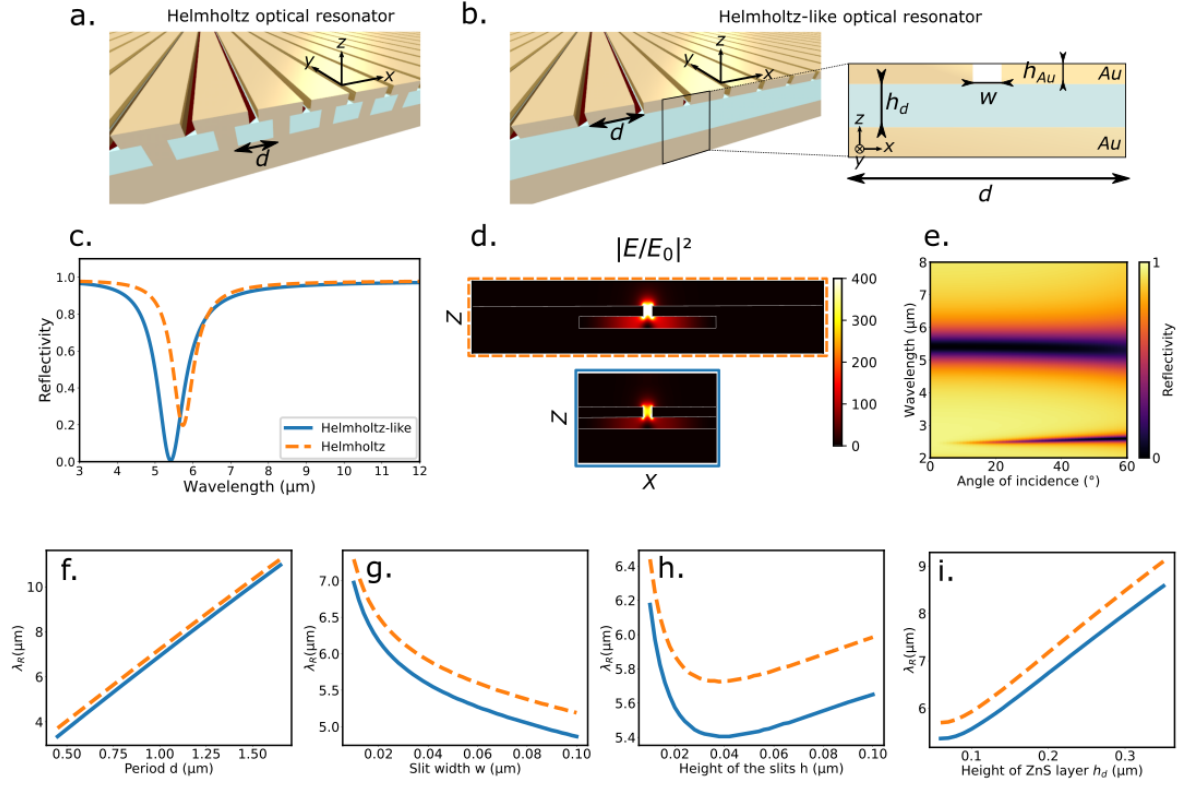 a.
Helmholtz optical resonator
z
y
x
d
b.
Helmholtz-like optical resonator
z
y
x
d
h_Au
Au
w
h_d
z
x
y
Au
d
c.
Reflectivity
1.0
0.8
0.6
0.4
0.2
0.0
Helmholtz-like
Helmholtz
3 4 5 6 7 8 9 10 11 12
Wavelength (μm)
d.
|E/E₀|²
Z
Z
X
400
300
200
100
0
e.
Wavelength (μm)
8
7
6
5
4
3
2
0 20 40 60
Angle of incidence (°)
1
0
Reflectivity
f.
λ_R(μm)
10
8
6
4
0.50 0.75 1.00 1.25 1.50
Period d (μm)
g.
λ_R(μm)
7.0
6.5
6.0
5.5
5.0
0.02 0.04 0.06 0.08 0.10
Slit width w (μm)
h.
λ_R(μm)
6.4
6.2
6.0
5.8
5.6
5.4
0.02 0.04 0.06 0.08 0.10
Height of the slits h (μm)
i.
λ_R(μm)
9
8
7
6
0.1 0.2 0.3
Height of ZnS layer h_d (μm)